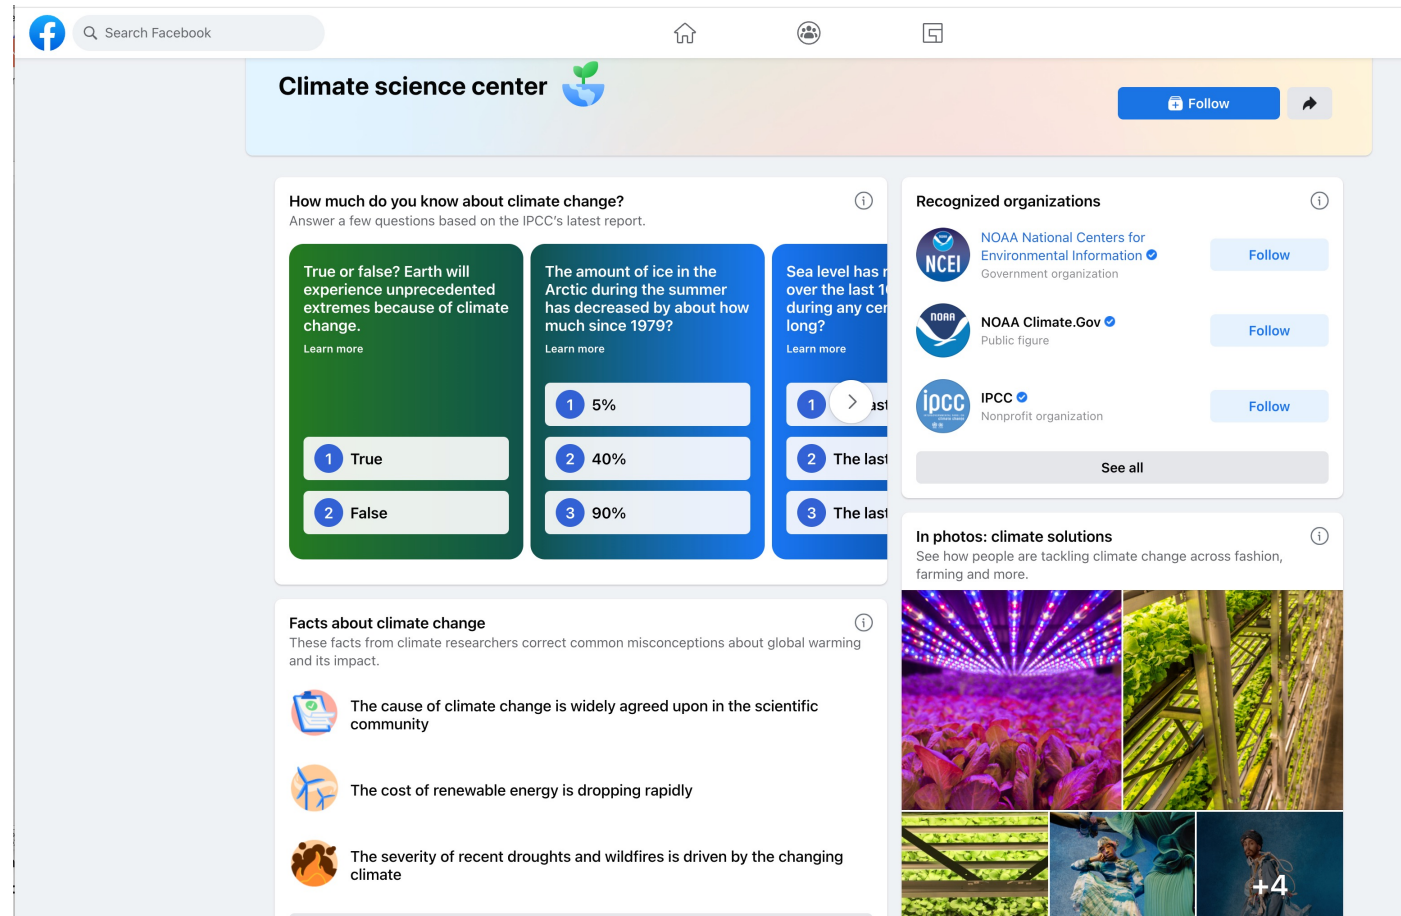 Search Facebook
Climate science center
Follow
How much do you know about climate change?
Answer a few questions based on the IPCC's latest report.
True or false? Earth will
experience unprecedented
extremes because of climate
change.
Learn more
1 True
2 False
The amount of ice in the
Arctic during the summer
has decreased by about how
much since 1979?
Learn more
1 5%
2 40%
3 90%
Sea level has
over the last
during any
long?
Learn more
1
2 The last
3 The last
Recognized organizations
NOAA
NCEI
NOAA National Centers for
Environmental Information
Government organization
Follow
NOAA
NOAA Climate.Gov
Public figure
Follow
ipcc
IPCC
Nonprofit organization
Follow
See all
In photos: climate solutions
See how people are tackling climate change across fashion,
farming and more.
+4
Facts about climate change
These facts from climate researchers correct common misconceptions about global warming
and its impact.
The cause of climate change is widely agreed upon in the scientific
community
The cost of renewable energy is dropping rapidly
The severity of recent droughts and wildfires is driven by the changing
climate